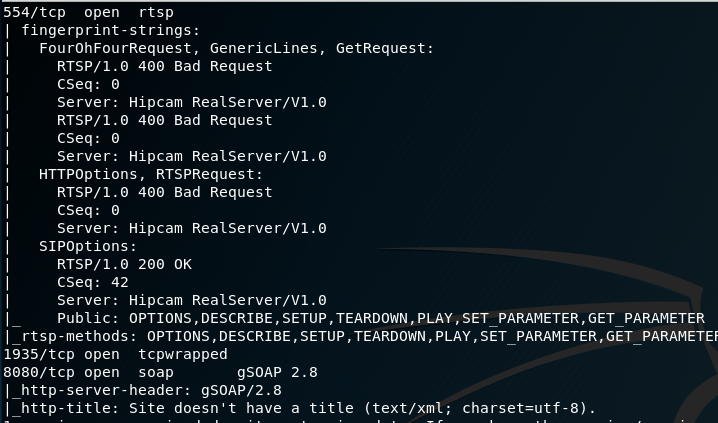 554/tcp  open  rtsp
| fingerprint-strings:
|   FourOhFourRequest, GenericLines, GetRequest:
|     RTSP/1.0 400 Bad Request
|     CSeq: 0
|     Server: Hipcam RealServer/V1.0
|     RTSP/1.0 400 Bad Request
|     CSeq: 0
|     Server: Hipcam RealServer/V1.0
|   HTTPOptions, RTSPRequest:
|     RTSP/1.0 400 Bad Request
|     CSeq: 0
|     Server: Hipcam RealServer/V1.0
|   SIPOptions:
|     RTSP/1.0 200 OK
|     CSeq: 42
|     Server: Hipcam RealServer/V1.0
|_    Public: OPTIONS,DESCRIBE,SETUP,TEARDOWN,PLAY,SET_PARAMETER,GET_PARAMETER
|_rtsp-methods: OPTIONS,DESCRIBE,SETUP,TEARDOWN,PLAY,SET_PARAMETER,GET_PARAMETER
1935/tcp open  tcpwrapped
8080/tcp open  soap       gSOAP 2.8
|_http-server-header: gSOAP/2.8
|_http-title: Site doesn't have a title (text/xml; charset=utf-8).